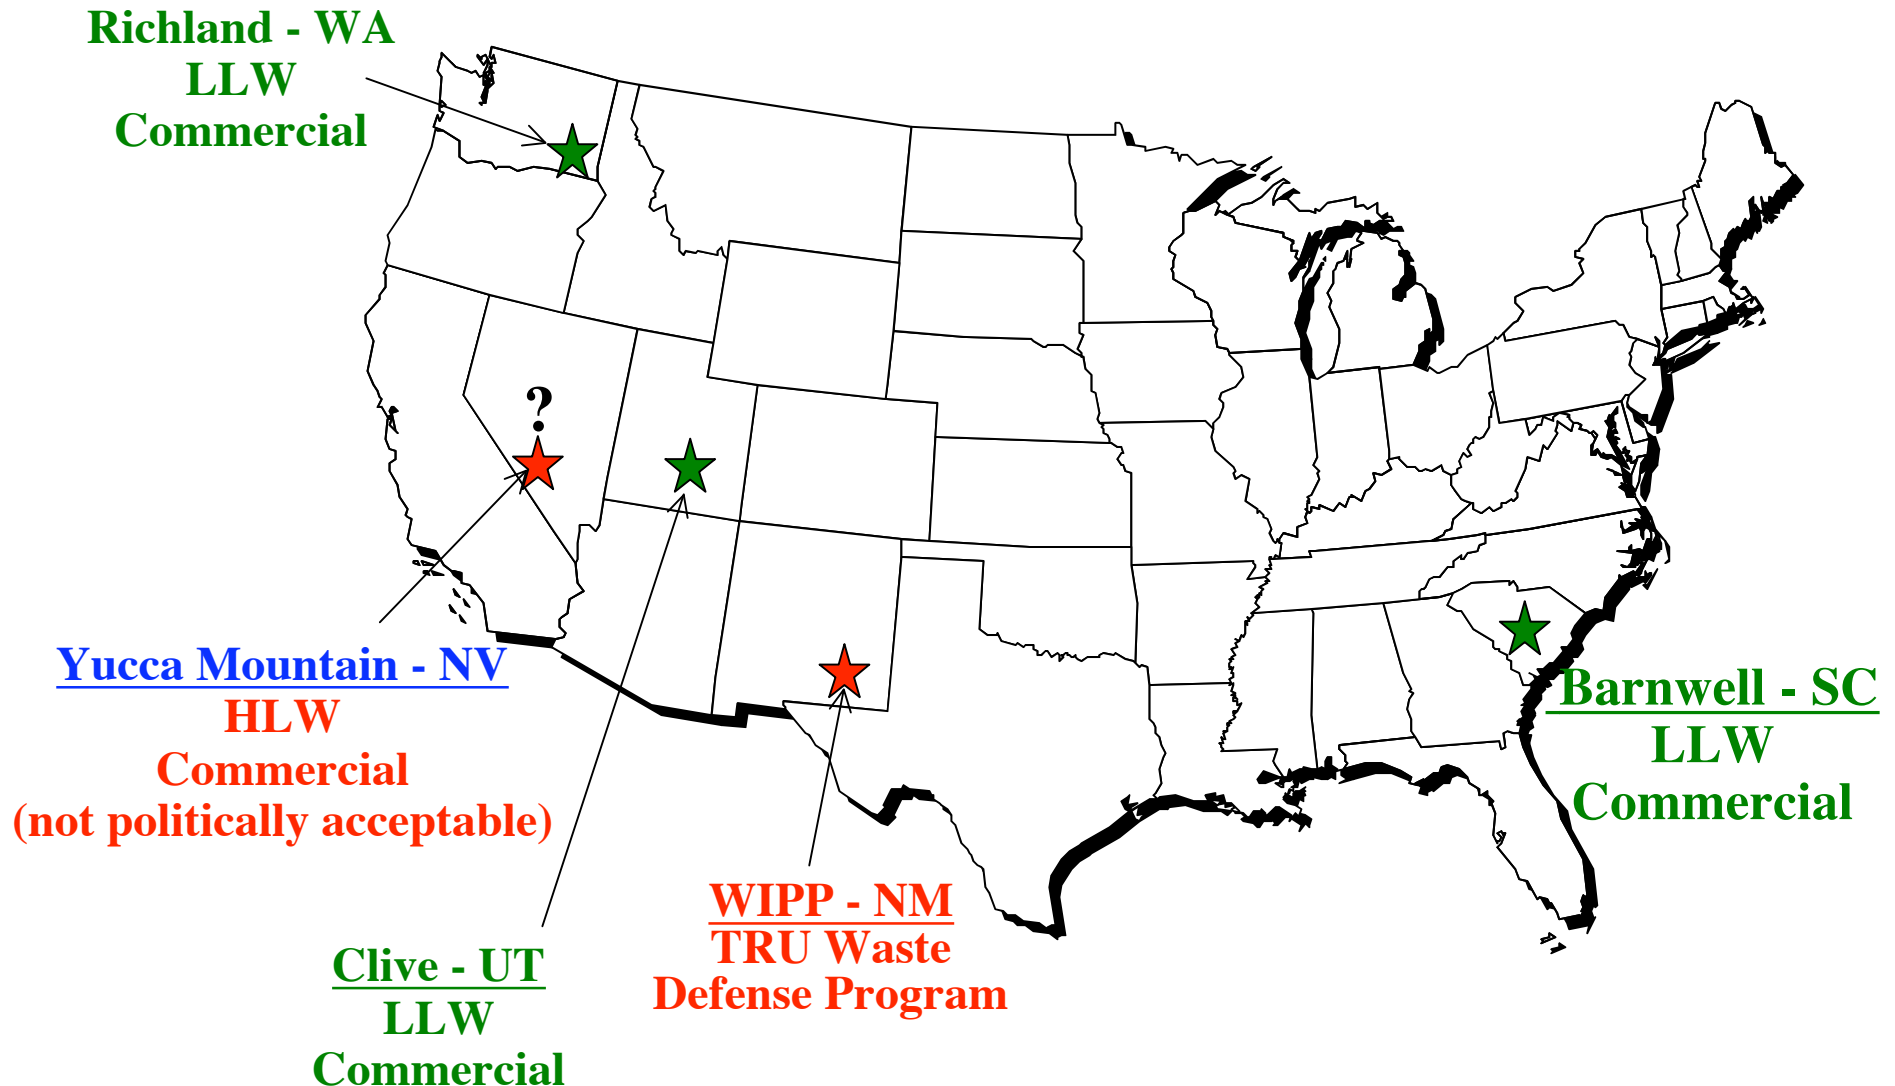 Richland - WA
LLW
Commercial
?
Yucca Mountain - NV
HLW
Commercial
(not politically acceptable)
Barnwell - SC
LLW
Commercial
WIPP - NM
TRU Waste
Defense Program
Clive - UT
LLW
Commercial